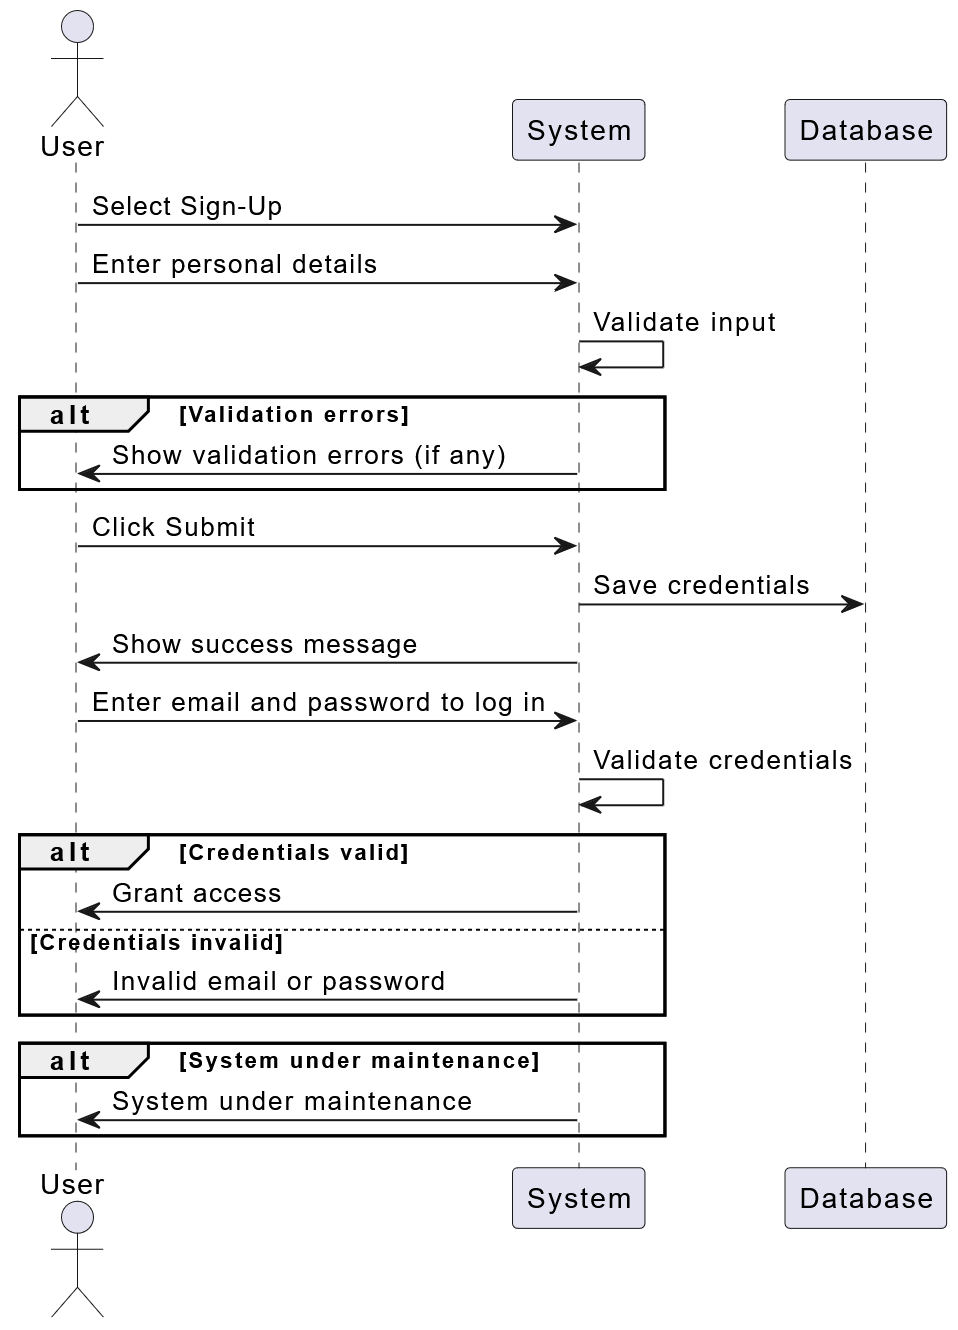 User
System
Database
Select Sign-Up
Enter personal details
Validate input
alt
[Validation errors]
Show validation errors (if any)
Click Submit
Save credentials
Show success message
Enter email and password to log in
Validate credentials
alt
[Credentials valid]
Grant access
[Credentials invalid]
Invalid email or password
alt
[System under maintenance]
System under maintenance
User
System
Database